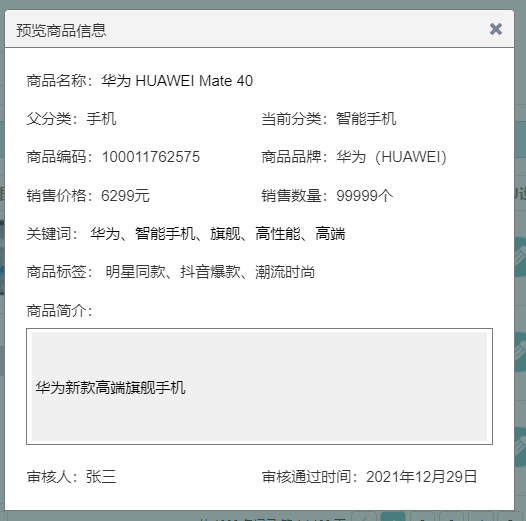 预览商品信息
商品名称：华为 HUAWEI Mate 40
父分类：手机 当前分类：智能手机
商品编码：100011762575 商品品牌：华为（HUAWEI）
销售价格：6299元 销售数量：99999个
关键词： 华为、智能手机、旗舰、高性能、高端
商品标签： 明星同款、抖音爆款、潮流时尚
商品简介：
华为新款高端旗舰手机
审核人：张三 审核通过时间：2021年12月29日